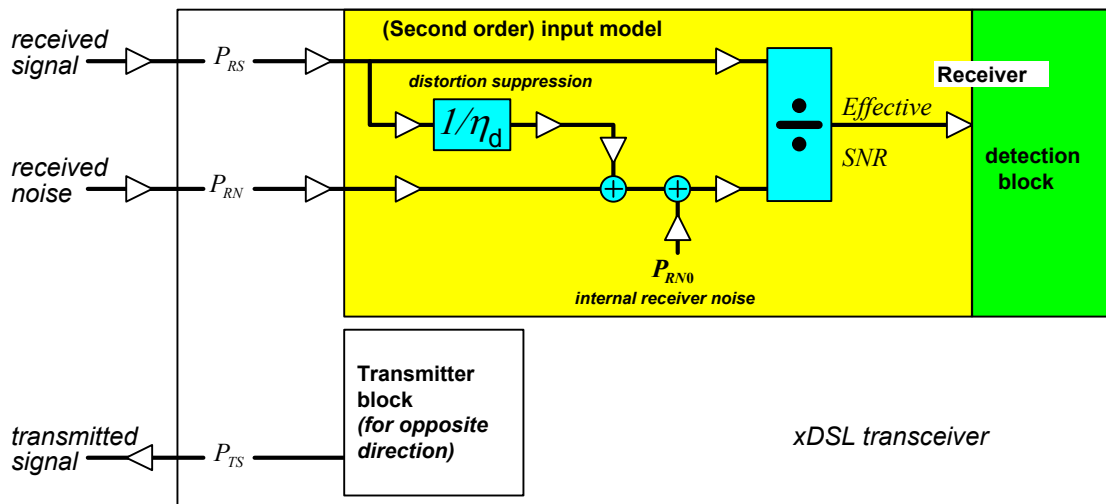 received
signal
P_RS
(Second order) input model
distortion suppression
1/η_d
received
noise
P_RN
+
+
P_RN0
internal receiver noise
÷
Effective
SNR
Receiver
detection
block
Transmitter
block
(for opposite
direction)
transmitted
signal
P_TS
xDSL transceiver